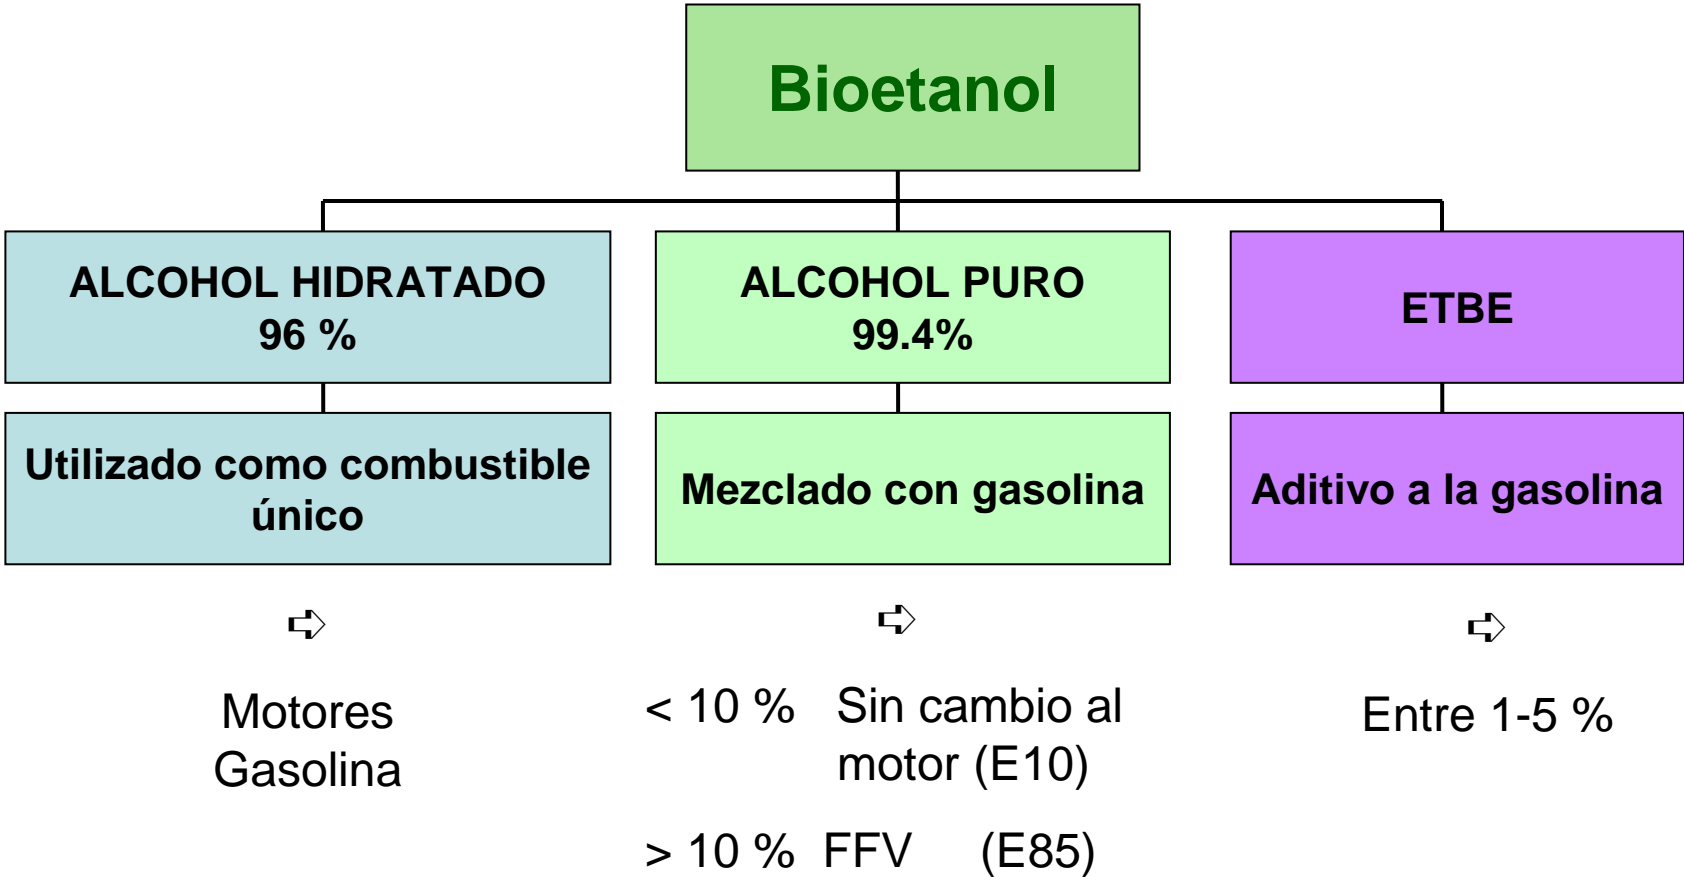 Bioetanol
ALCOHOL HIDRATADO
96 %
ALCOHOL PURO
99.4%
ETBE
Utilizado como combustible
único
Mezclado con gasolina
Aditivo a la gasolina
Motores
Gasolina
< 10 % Sin cambio al
motor (E10)
> 10 % FFV (E85)
Entre 1-5 %